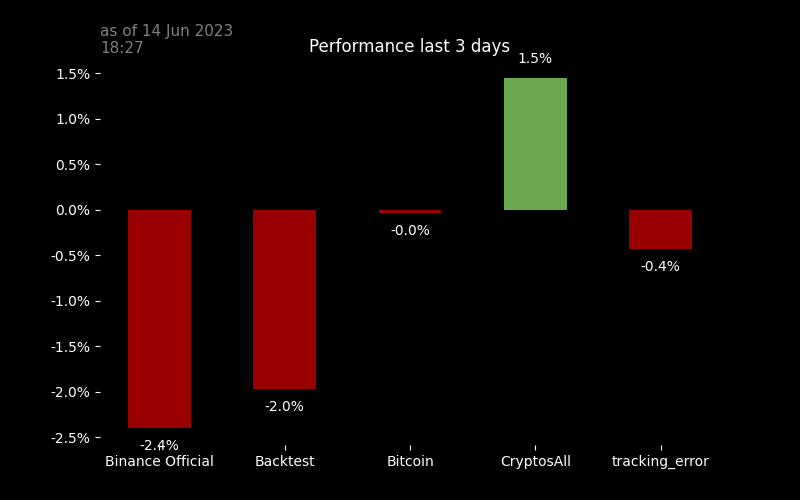 as of 14 Jun 2023
18:27
Performance last 3 days
1.5%
1.5%
1.0%
0.5%
0.0%
-0.0%
-0.5%
-0.4%
-1.0%
-1.5%
-2.0%
-2.0%
-2.5%
-2.4%
Binance Official
Backtest
Bitcoin
CryptosAll
tracking_error